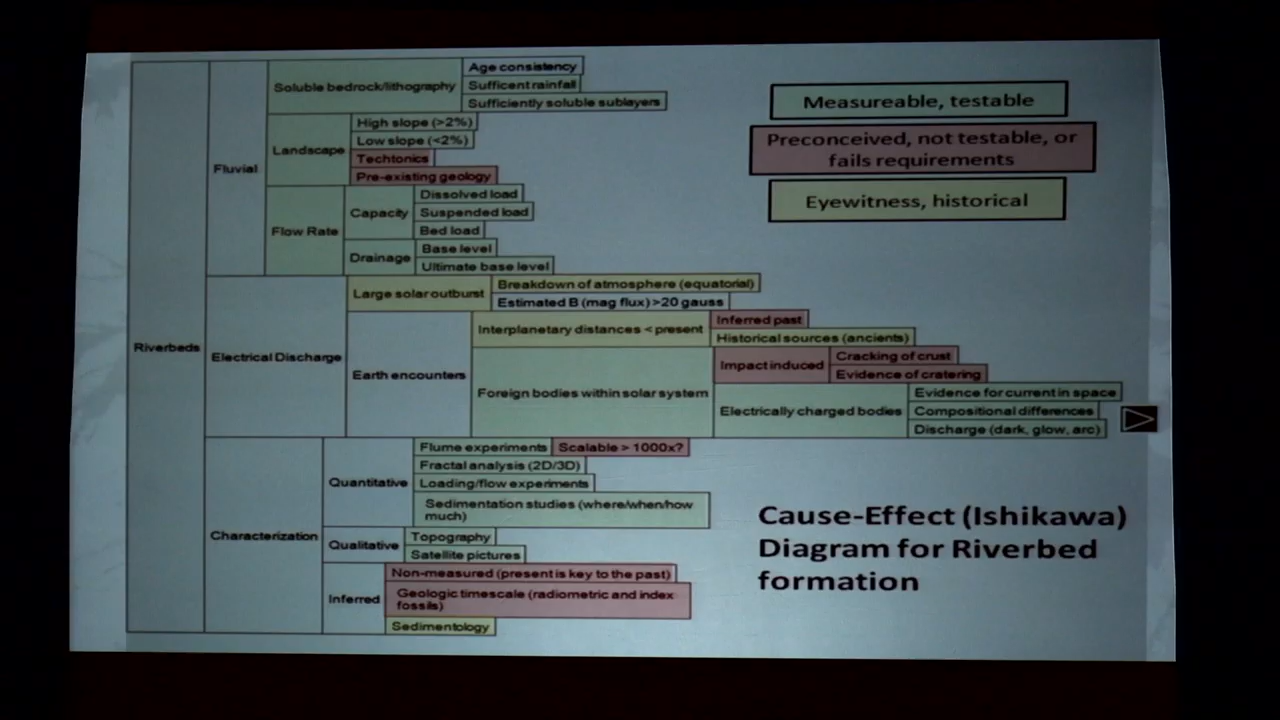 Age consistency
Soluble bedrock/lithography
Sufficent rainfall
Sufficiently soluble sublayers
High slope (>2%)
Landscape
Low slope (<2%)
Techtonics
Pre-existing geology
Fluvial
Dissolved load
Capacity
Suspended load
Bed load
Flow Rate
Base level
Drainage
Ultimate base level
Large solar outburst
Breakdown of atmosphere (equatorial)
Estimated B (mag flux) >20 gauss
Interplanetary distances < present
Inferred past
Historical sources (ancients)
Riverbeds
Electrical Discharge
Earth encounters
Impact induced
Cracking of crust
Evidence of cratering
Foreign bodies within solar system
Electrically charged bodies
Evidence for current in space
Compositional differences
Discharge (dark, glow, arc)
Flume experiments
Scalable > 1000x?
Fractal analysis (2D/3D)
Quantitative
Loading/flow experiments
Sedimentation studies (where/when/how
much)
Characterization
Qualitative
Topography
Satellite pictures
Non-measured (present is key to the past)
Inferred
Geologic timescale (radiometric and index
fossils)
Sedimentology
Measureable, testable
Preconceived, not testable, or
fails requirements
Eyewitness, historical
Cause-Effect (Ishikawa)
Diagram for Riverbed
formation